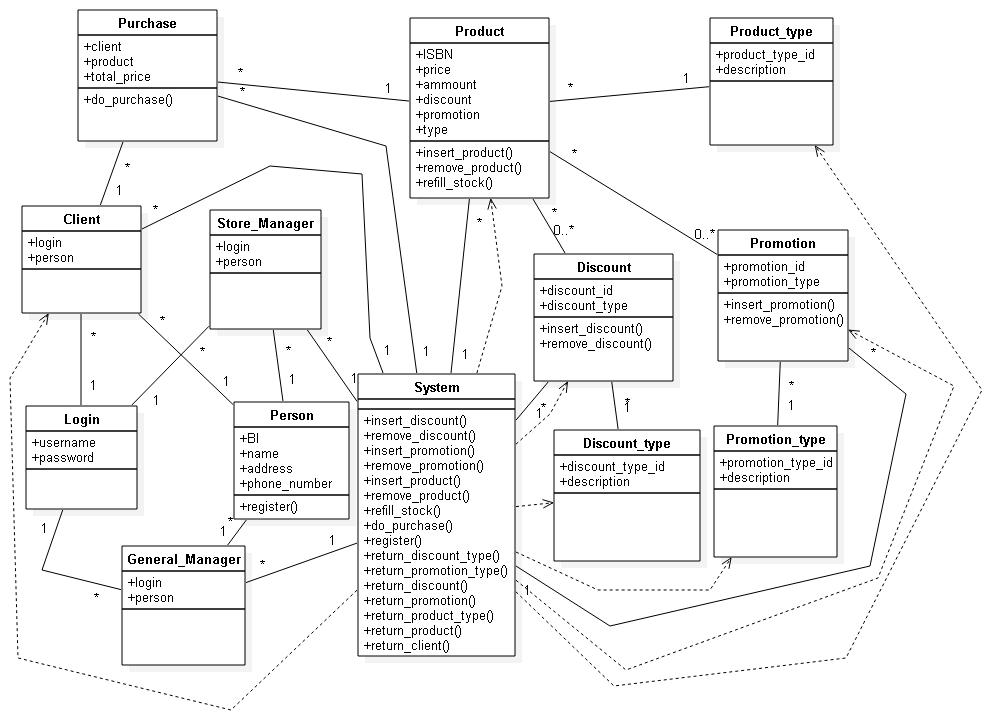 Purchase
+client
+product
+total_price
+do_purchase()
Product
+ISBN
+price
+ammount
+discount
+promotion
+type
+insert_product()
+remove_product()
+refill_stock()
Product_type
+product_type_id
+description
*
*
1
*
1
*
1
*
*
*
*
0..*
0..*
Client
+login
+person
Store_Manager
+login
+person
Discount
+discount_id
+discount_type
+insert_discount()
+remove_discount()
Promotion
+promotion_id
+promotion_type
+insert_promotion()
+remove_promotion()
*
*
*
*
*
*
1
1
1
1
1
1
1
1
1
*
*
1
*
1
Login
+username
+password
Person
+BI
+name
+address
+phone_number
+register()
System
+insert_discount()
+remove_discount()
+insert_promotion()
+remove_promotion()
+insert_product()
+remove_product()
+refill_stock()
+do_purchase()
+register()
+return_discount_type()
+return_promotion_type()
+return_discount()
+return_promotion()
+return_product_type()
+return_product()
+return_client()
Discount_type
+discount_type_id
+description
Promotion_type
+promotion_type_id
+description
1
1
*
1
*
*
1
General_Manager
+login
+person